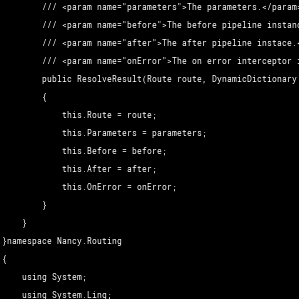 /// <param name="parameters">The parameters.</param>
/// <param name="before">The before pipeline
/// <param name="after">The after pipeline instace.
/// <param name="onError">The on error interceptor
public ResolveResult(Route route, DynamicDictionary
{
this.Route = route;
this.Parameters = parameters;
this.Before = before;
this.After = after;
this.OnError = onError;
}
}
}namespace Nancy.Routing
{
using System;
using System.Linq;